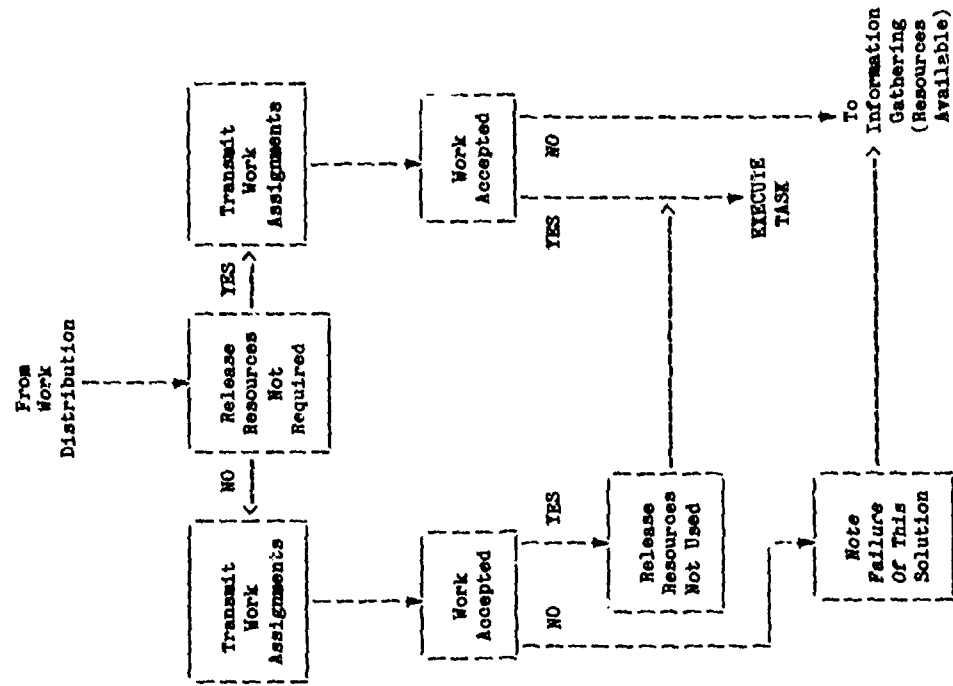 From
Work
Distribution
Release
Resources
Not
Required
NO
YES
Transmit
Work
Assignments
Transmit
Work
Assignments
Work
Accepted
Work
Accepted
NO
YES
YES
NO
Release
Resources
Not Used
EXECUTE
TASK
Note
Failure
Of This
Solution
To
Information
Gathering
(Resources
Available)